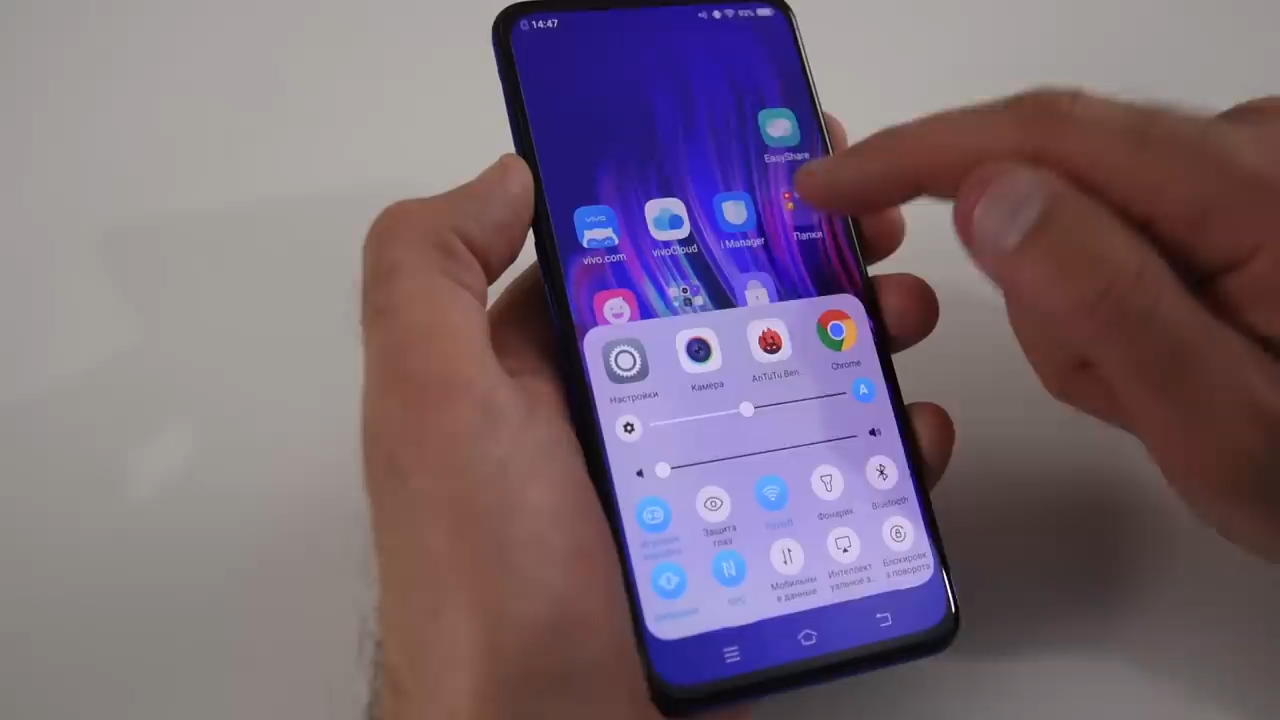 14:47
EasyShare
vivo
vivo.com
vivoCloud
i Manager
Папки
Настройки
Камера
AnTuTu Ben...
Chrome
A
Защита
глаз
Фонарик
Bluetooth
N
Мобильны
е данные
Интеллект
уальное з...
Блокировк
а поворота